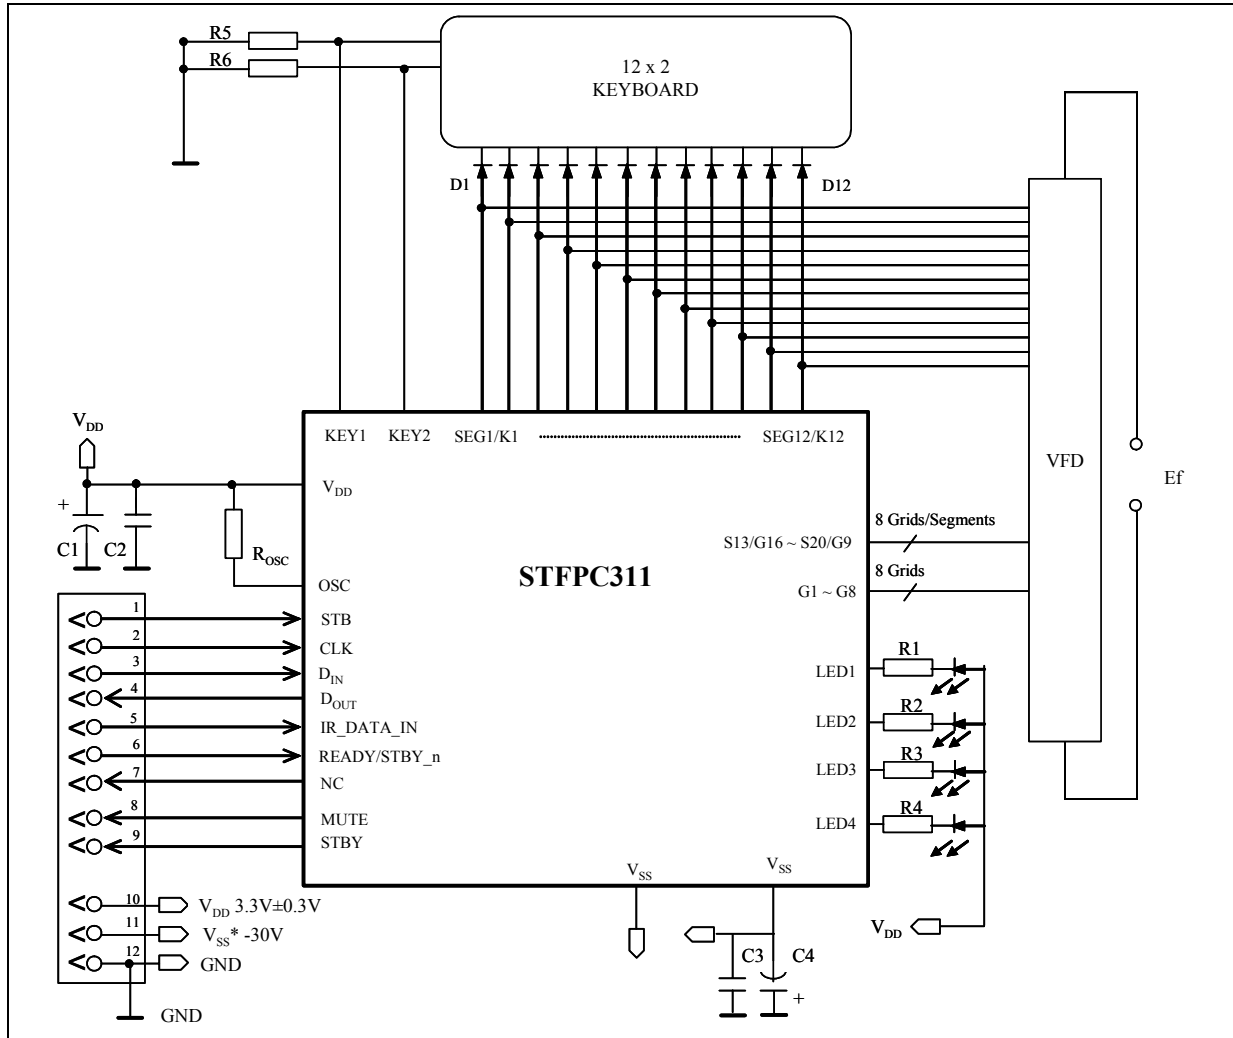 R5
R6
12 x 2
KEYBOARD
D1
D12
V_DD
KEY1 KEY2 SEG1/K1 SEG12/K12
V_DD
VFD
Ef
+
C1 C2
R_OSC
8 Grids/Segments
S13/G16 ~ S20/G9
STFPC311
8 Grids
OSC
G1 ~ G8
1
STB
2
CLK
3
D_IN
4
D_OUT
5
IR_DATA_IN
6
READY/STBY_n
7
NC
8
MUTE
9
STBY
LED1
R1
LED2
R2
LED3
R3
LED4
R4
V_SS
V_SS
10
V_DD 3.3V±0.3V
11
V_SS* -30V
12
GND
GND
V_DD
C3 C4
+